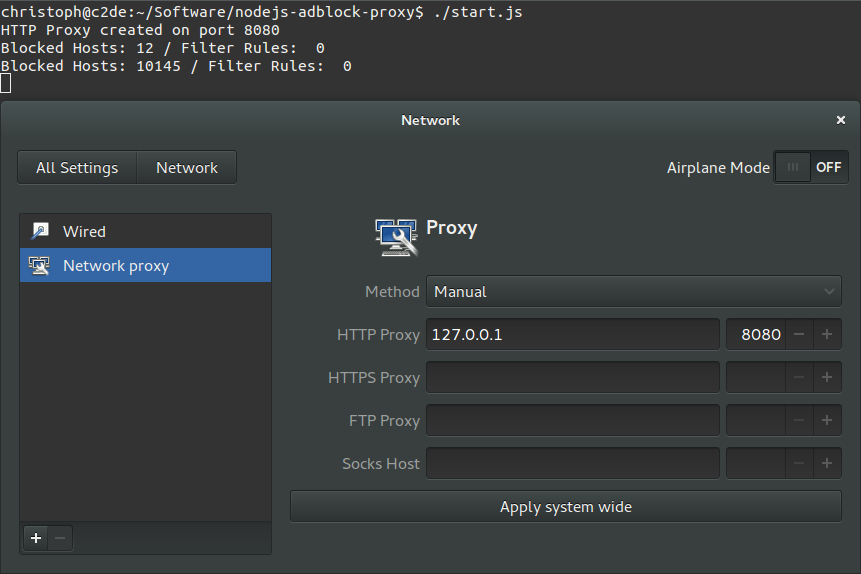 christoph@c2de:~/Software/nodejs-adblock-proxy$ ./start.js
HTTP Proxy created on port 8080
Blocked Hosts: 12 / Filter Rules:  0
Blocked Hosts: 10145 / Filter Rules:  0
Network
All Settings Network Airplane Mode OFF
Wired
Network proxy
Proxy
Method Manual
HTTP Proxy 127.0.0.1 8080
HTTPS Proxy
FTP Proxy
Socks Host
Apply system wide